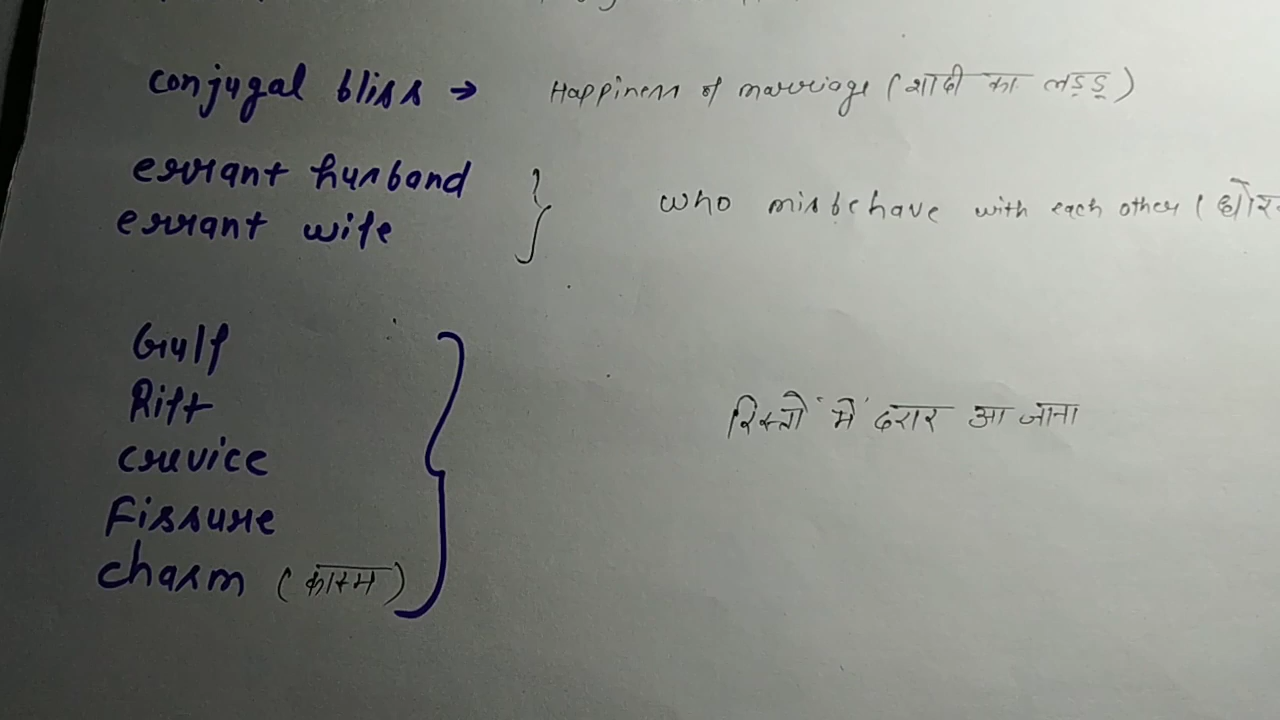 conjugal bliss → Happiness of marriage (शादी का लड्डू)
errant husband
errant wife } who misbehave with each other (
Gulf
Rift
crevice
Fissure
chasm (कास्म)
रिस्तों में दरार आ जाना